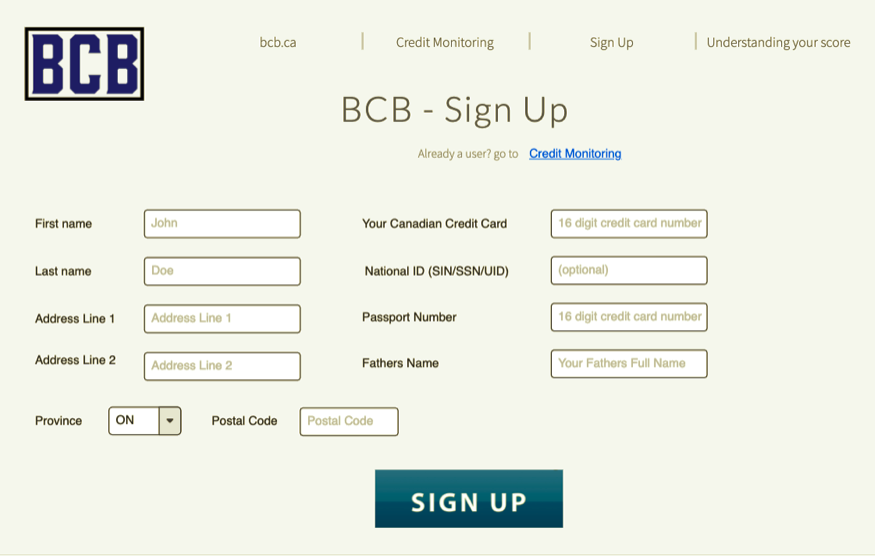 BCB
bcb.ca | Credit Monitoring | Sign Up | Understanding your score
BCB - Sign Up
Already a user? go to Credit Monitoring
First name John
Your Canadian Credit Card 16 digit credit card number
Last name Doe
National ID (SIN/SSN/UID) (optional)
Address Line 1 Address Line 1
Passport Number 16 digit credit card number
Address Line 2 Address Line 2
Fathers Name Your Fathers Full Name
Province ON Postal Code Postal Code
SIGN UP